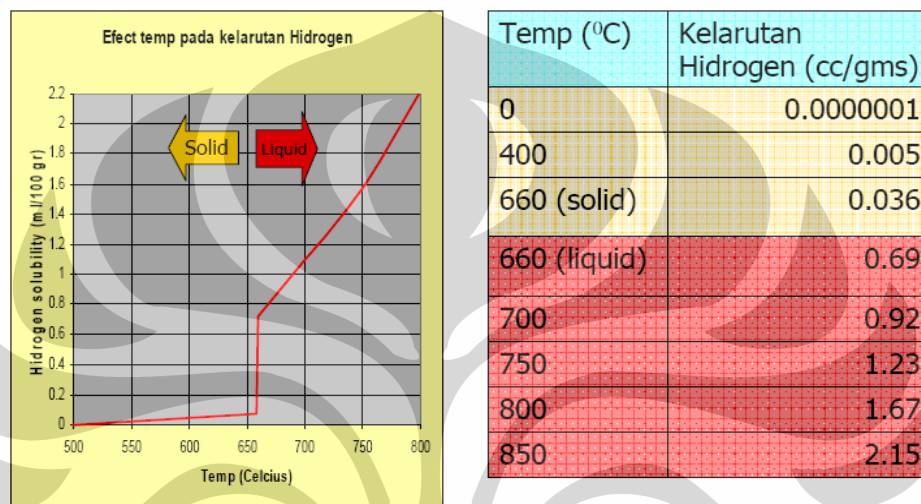 Efect temp pada kelarutan Hidrogen
Hidrogen solubility (ml/100 gr)
2.2
2
1.8
1.6
1.4
1.2
1
0.8
0.6
0.4
0.2
0
Solid
Liquid
500 550 600 650 700 750 800
Temp (Celcius)
Temp (⁰C) Kelarutan
Hidrogen (cc/gms)
0 0.0000001
400 0.005
660 (solid) 0.036
660 (liquid) 0.69
700 0.92
750 1.23
800 1.67
850 2.15